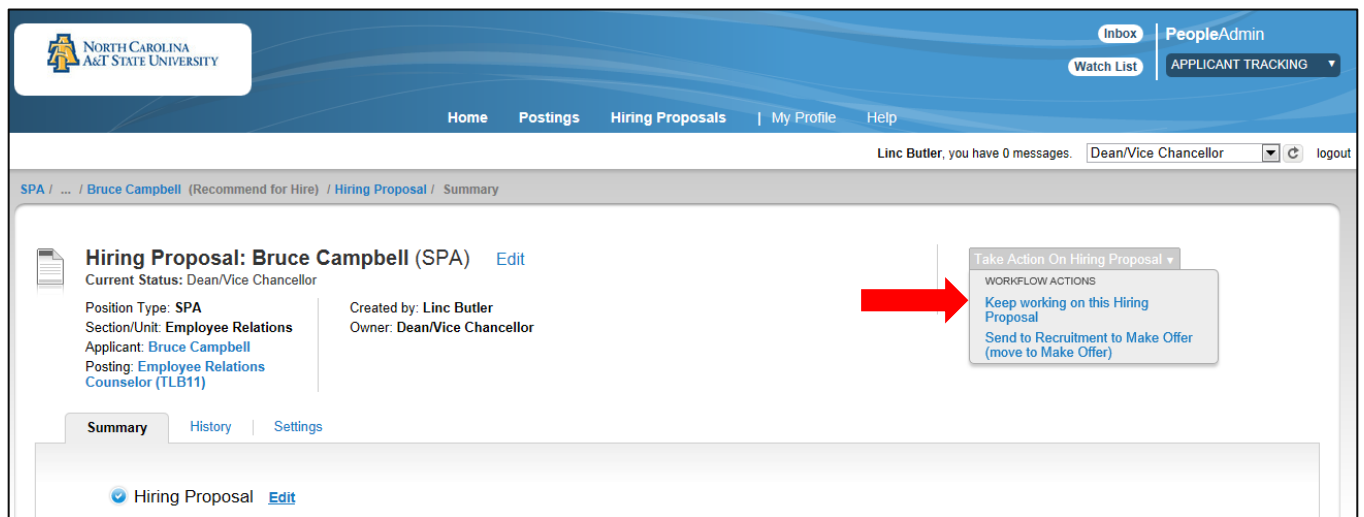 NORTH CAROLINA
A&T STATE UNIVERSITY
Inbox
PeopleAdmin
Watch List
APPLICANT TRACKING
Home Postings Hiring Proposals | My Profile Help
Linc Butler, you have 0 messages. Dean/Vice Chancellor logout
SPA / ... / Bruce Campbell (Recommend for Hire) / Hiring Proposal / Summary
Hiring Proposal: Bruce Campbell (SPA) Edit
Current Status: Dean/Vice Chancellor
Position Type: SPA
Section/Unit: Employee Relations
Applicant: Bruce Campbell
Posting: Employee Relations
Counselor (TLB11)
Created by: Linc Butler
Owner: Dean/Vice Chancellor
Take Action On Hiring Proposal
WORKFLOW ACTIONS
Keep working on this Hiring
Proposal
Send to Recruitment to Make Offer
(move to Make Offer)
Summary History | Settings
Hiring Proposal Edit